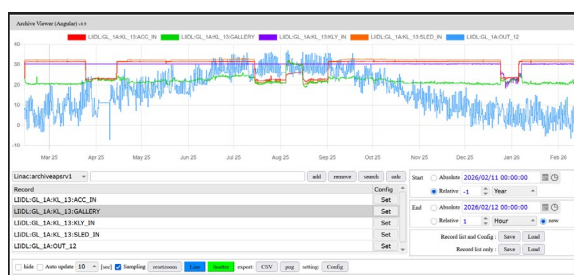 Archive Viewer (Angular) v1.0
LIiDL:GL_1A:KL_13:ACC_IN LIiDL:GL_1A:KL_13:GALLERY LIiDL:GL_1A:KL_13:KLY_IN LIiDL:GL_1A:KL_13:SLED_IN LIiDL:GL_1A:OUT_12
40
30
20
10
0
-10
Mar 25 Apr 25 May 25 Jun 25 Jul 25 Aug 25 Sep 25 Oct 25 Nov 25 Dec 25 Jan 26 Feb 26
Linac::archiveapsrv1 add remove search
Start Absolute 2026/02/11 00:00:00
Relative -1 Year
Record Config
LIiDL:GL_1A:KL_13:ACC_IN Set
LIiDL:GL_1A:KL_13:GALLERY Set
LIiDL:GL_1A:KL_13:KLY_IN Set
LIiDL:GL_1A:KL_13:SLED_IN Set
LIiDL:GL_1A:OUT_12 Set
End Absolute 2026/02/12 00:00:00
Relative 1 Hour now
Record list and Config : Save Load
Record list only : Save Load
hide Auto update 10 [sec] Sampling Line Scatter export: CSV png setting: Config